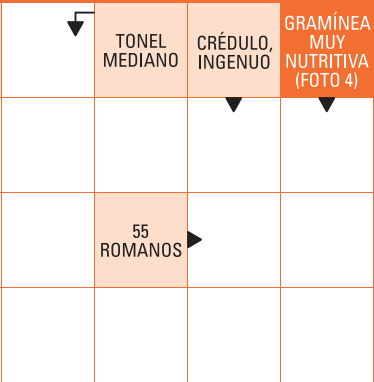 TONEL
MEDIANO
CRÉDULO,
INGENUO
GRAMÍNEA
MUY
NUTRITIVA
(FOTO 4)
55
ROMANOS